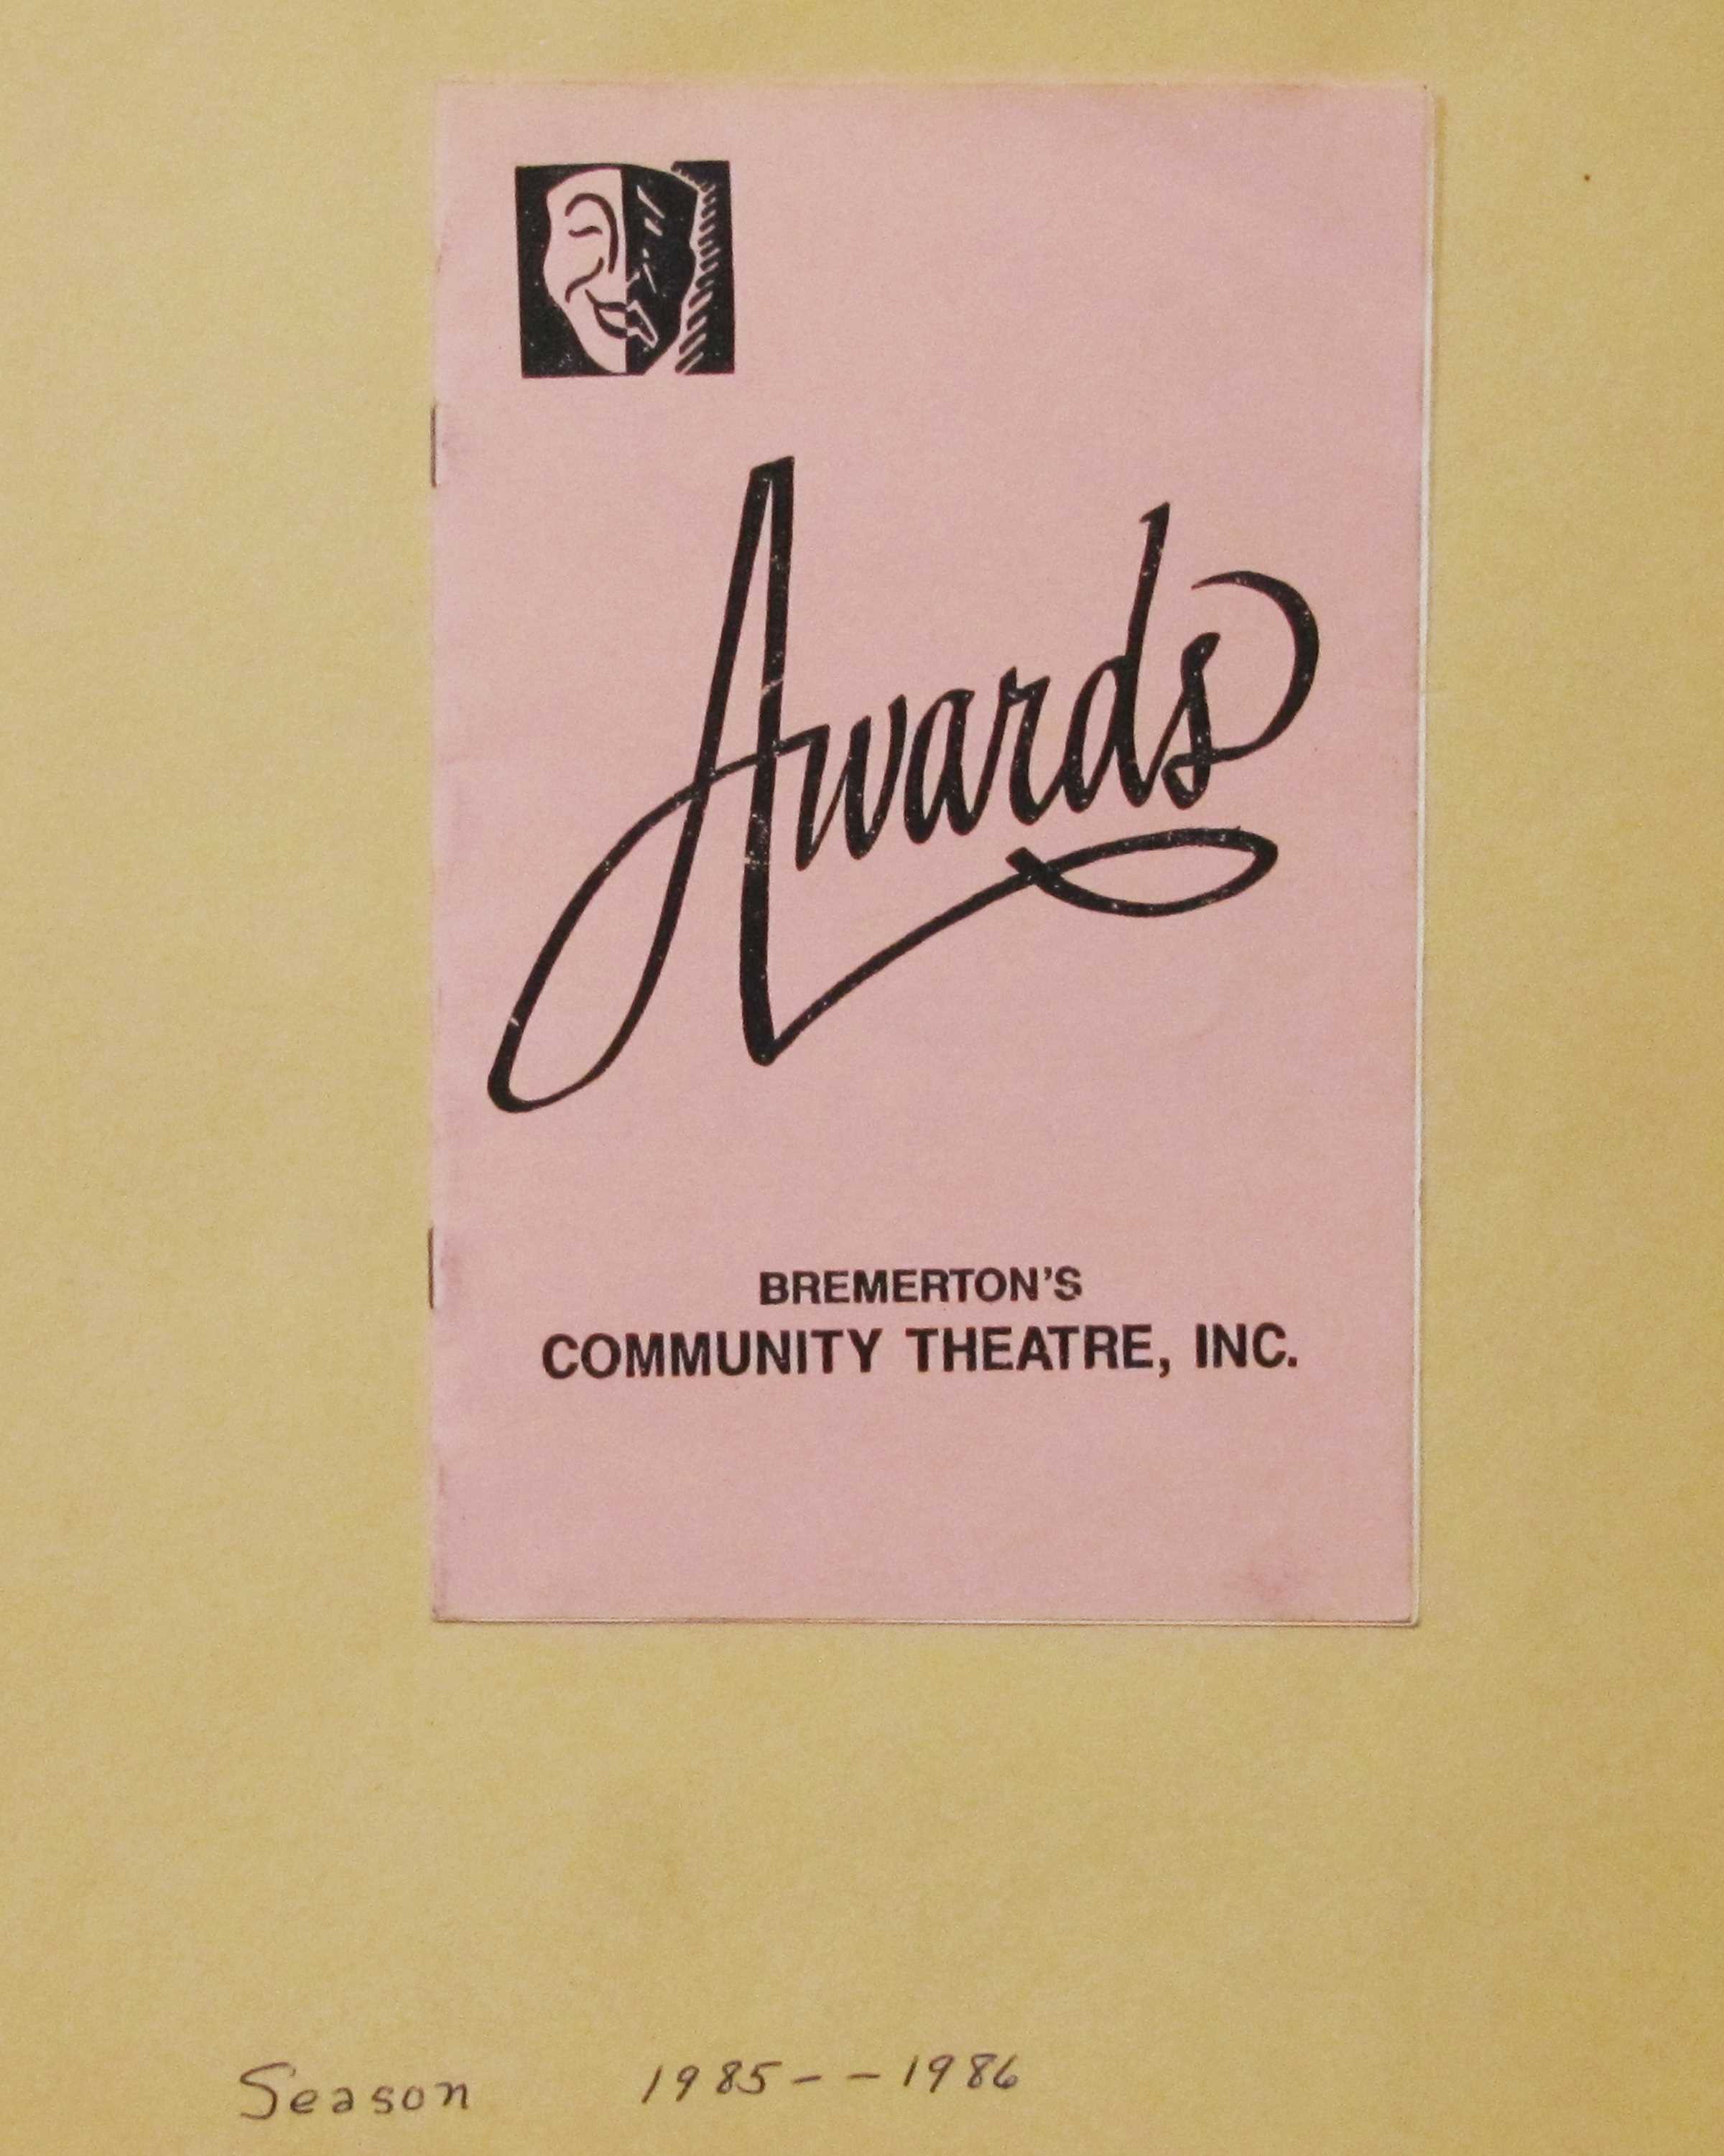 Awards
BREMERTON'S
COMMUNITY THEATRE, INC.
Season 1985--1986